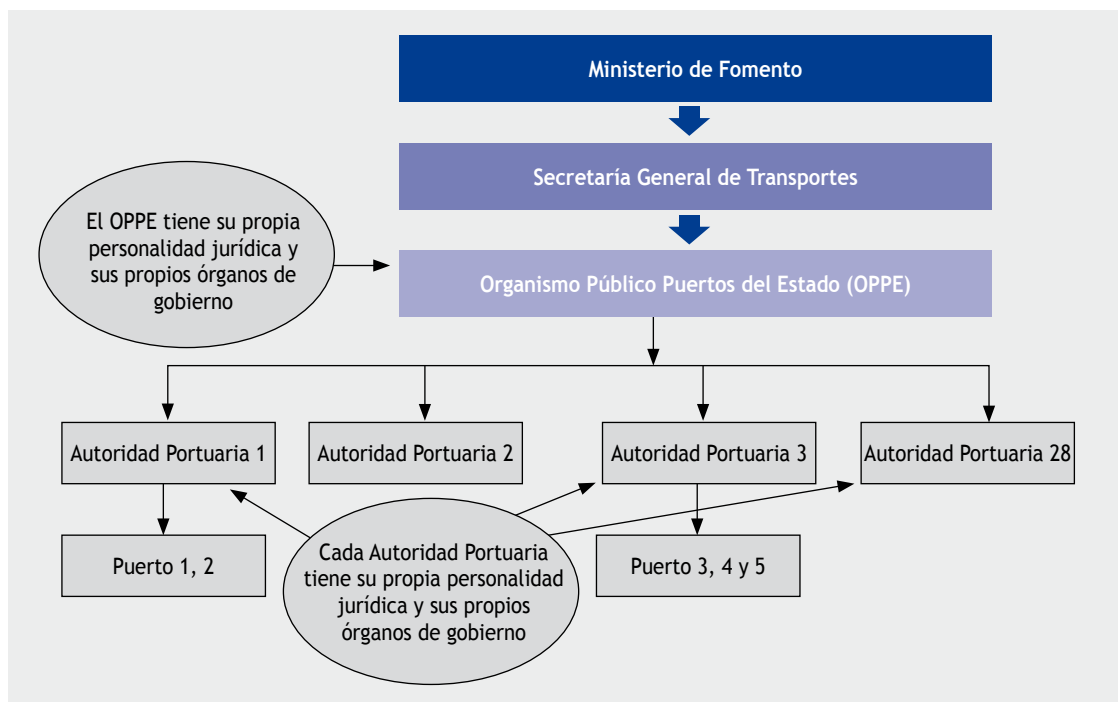 Ministerio de Fomento
Secretaría General de Transportes
El OPPE tiene su propia
personalidad jurídica y
sus propios órganos de
gobierno
Organismo Público Puertos del Estado (OPPE)
Autoridad Portuaria 1
Autoridad Portuaria 2
Autoridad Portuaria 3
Autoridad Portuaria 28
Puerto 1, 2
Cada Autoridad Portuaria
tiene su propia personalidad
jurídica y sus propios
órganos de gobierno
Puerto 3, 4 y 5